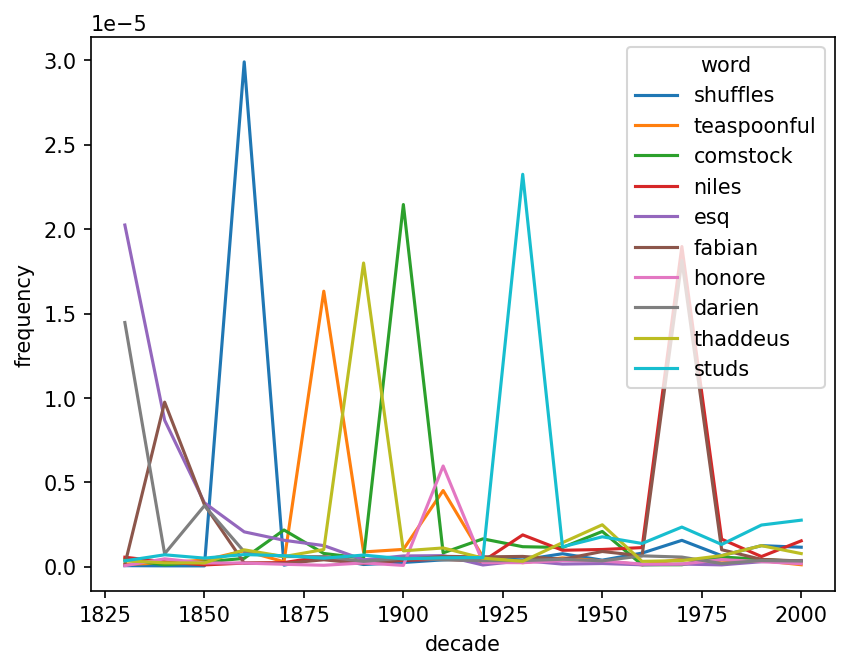 1e−5
3.0
2.5
2.0
1.5
1.0
0.5
0.0
frequency
1825 1850 1875 1900 1925 1950 1975 2000
decade
word
shuffles
teaspoonful
comstock
niles
esq
fabian
honore
darien
thaddeus
studs